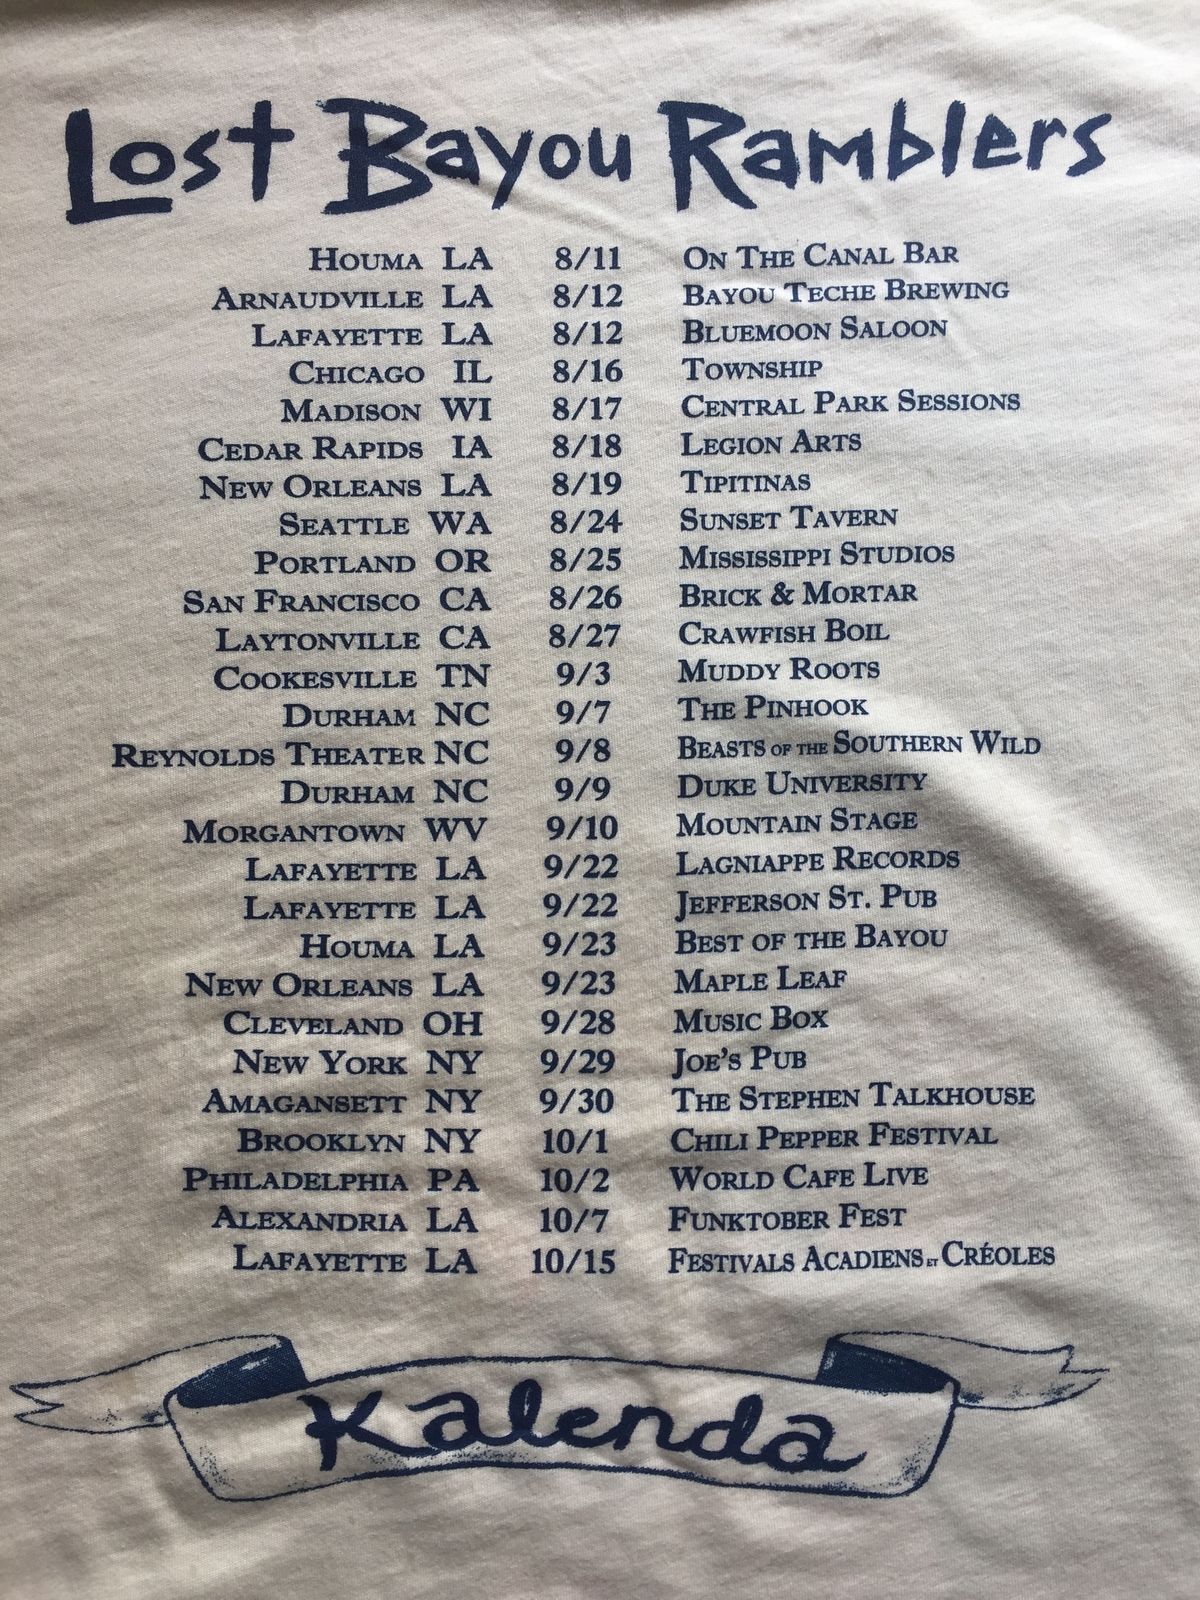 Lost Bayou Ramblers
Houma LA 8/11 On The Canal Bar
Arnaudville LA 8/12 Bayou Teche Brewing
Lafayette LA 8/12 Bluemoon Saloon
Chicago IL 8/16 Township
Madison WI 8/17 Central Park Sessions
Cedar Rapids IA 8/18 Legion Arts
New Orleans LA 8/19 Tipitinas
Seattle WA 8/24 Sunset Tavern
Portland OR 8/25 Mississippi Studios
San Francisco CA 8/26 Brick & Mortar
Laytonville CA 8/27 Crawfish Boil
Cookesville TN 9/3 Muddy Roots
Durham NC 9/7 The Pinhook
Reynolds Theater NC 9/8 Beasts of the Southern Wild
Durham NC 9/9 Duke University
Morgantown WV 9/10 Mountain Stage
Lafayette LA 9/22 Lagniappe Records
Lafayette LA 9/22 Jefferson St. Pub
Houma LA 9/23 Best of the Bayou
New Orleans LA 9/23 Maple Leaf
Cleveland OH 9/28 Music Box
New York NY 9/29 Joe's Pub
Amagansett NY 9/30 The Stephen Talkhouse
Brooklyn NY 10/1 Chili Pepper Festival
Philadelphia PA 10/2 World Cafe Live
Alexandria LA 10/7 Funktober Fest
Lafayette LA 10/15 Festivals Acadiens et Créoles
Kalenda